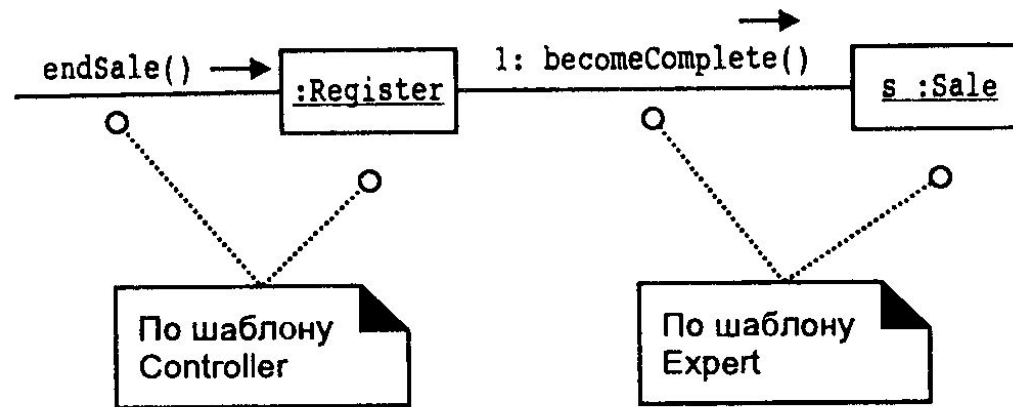 endSale()
:Register
1: becomeComplete()
s :Sale
По шаблону
Controller
По шаблону
Expert